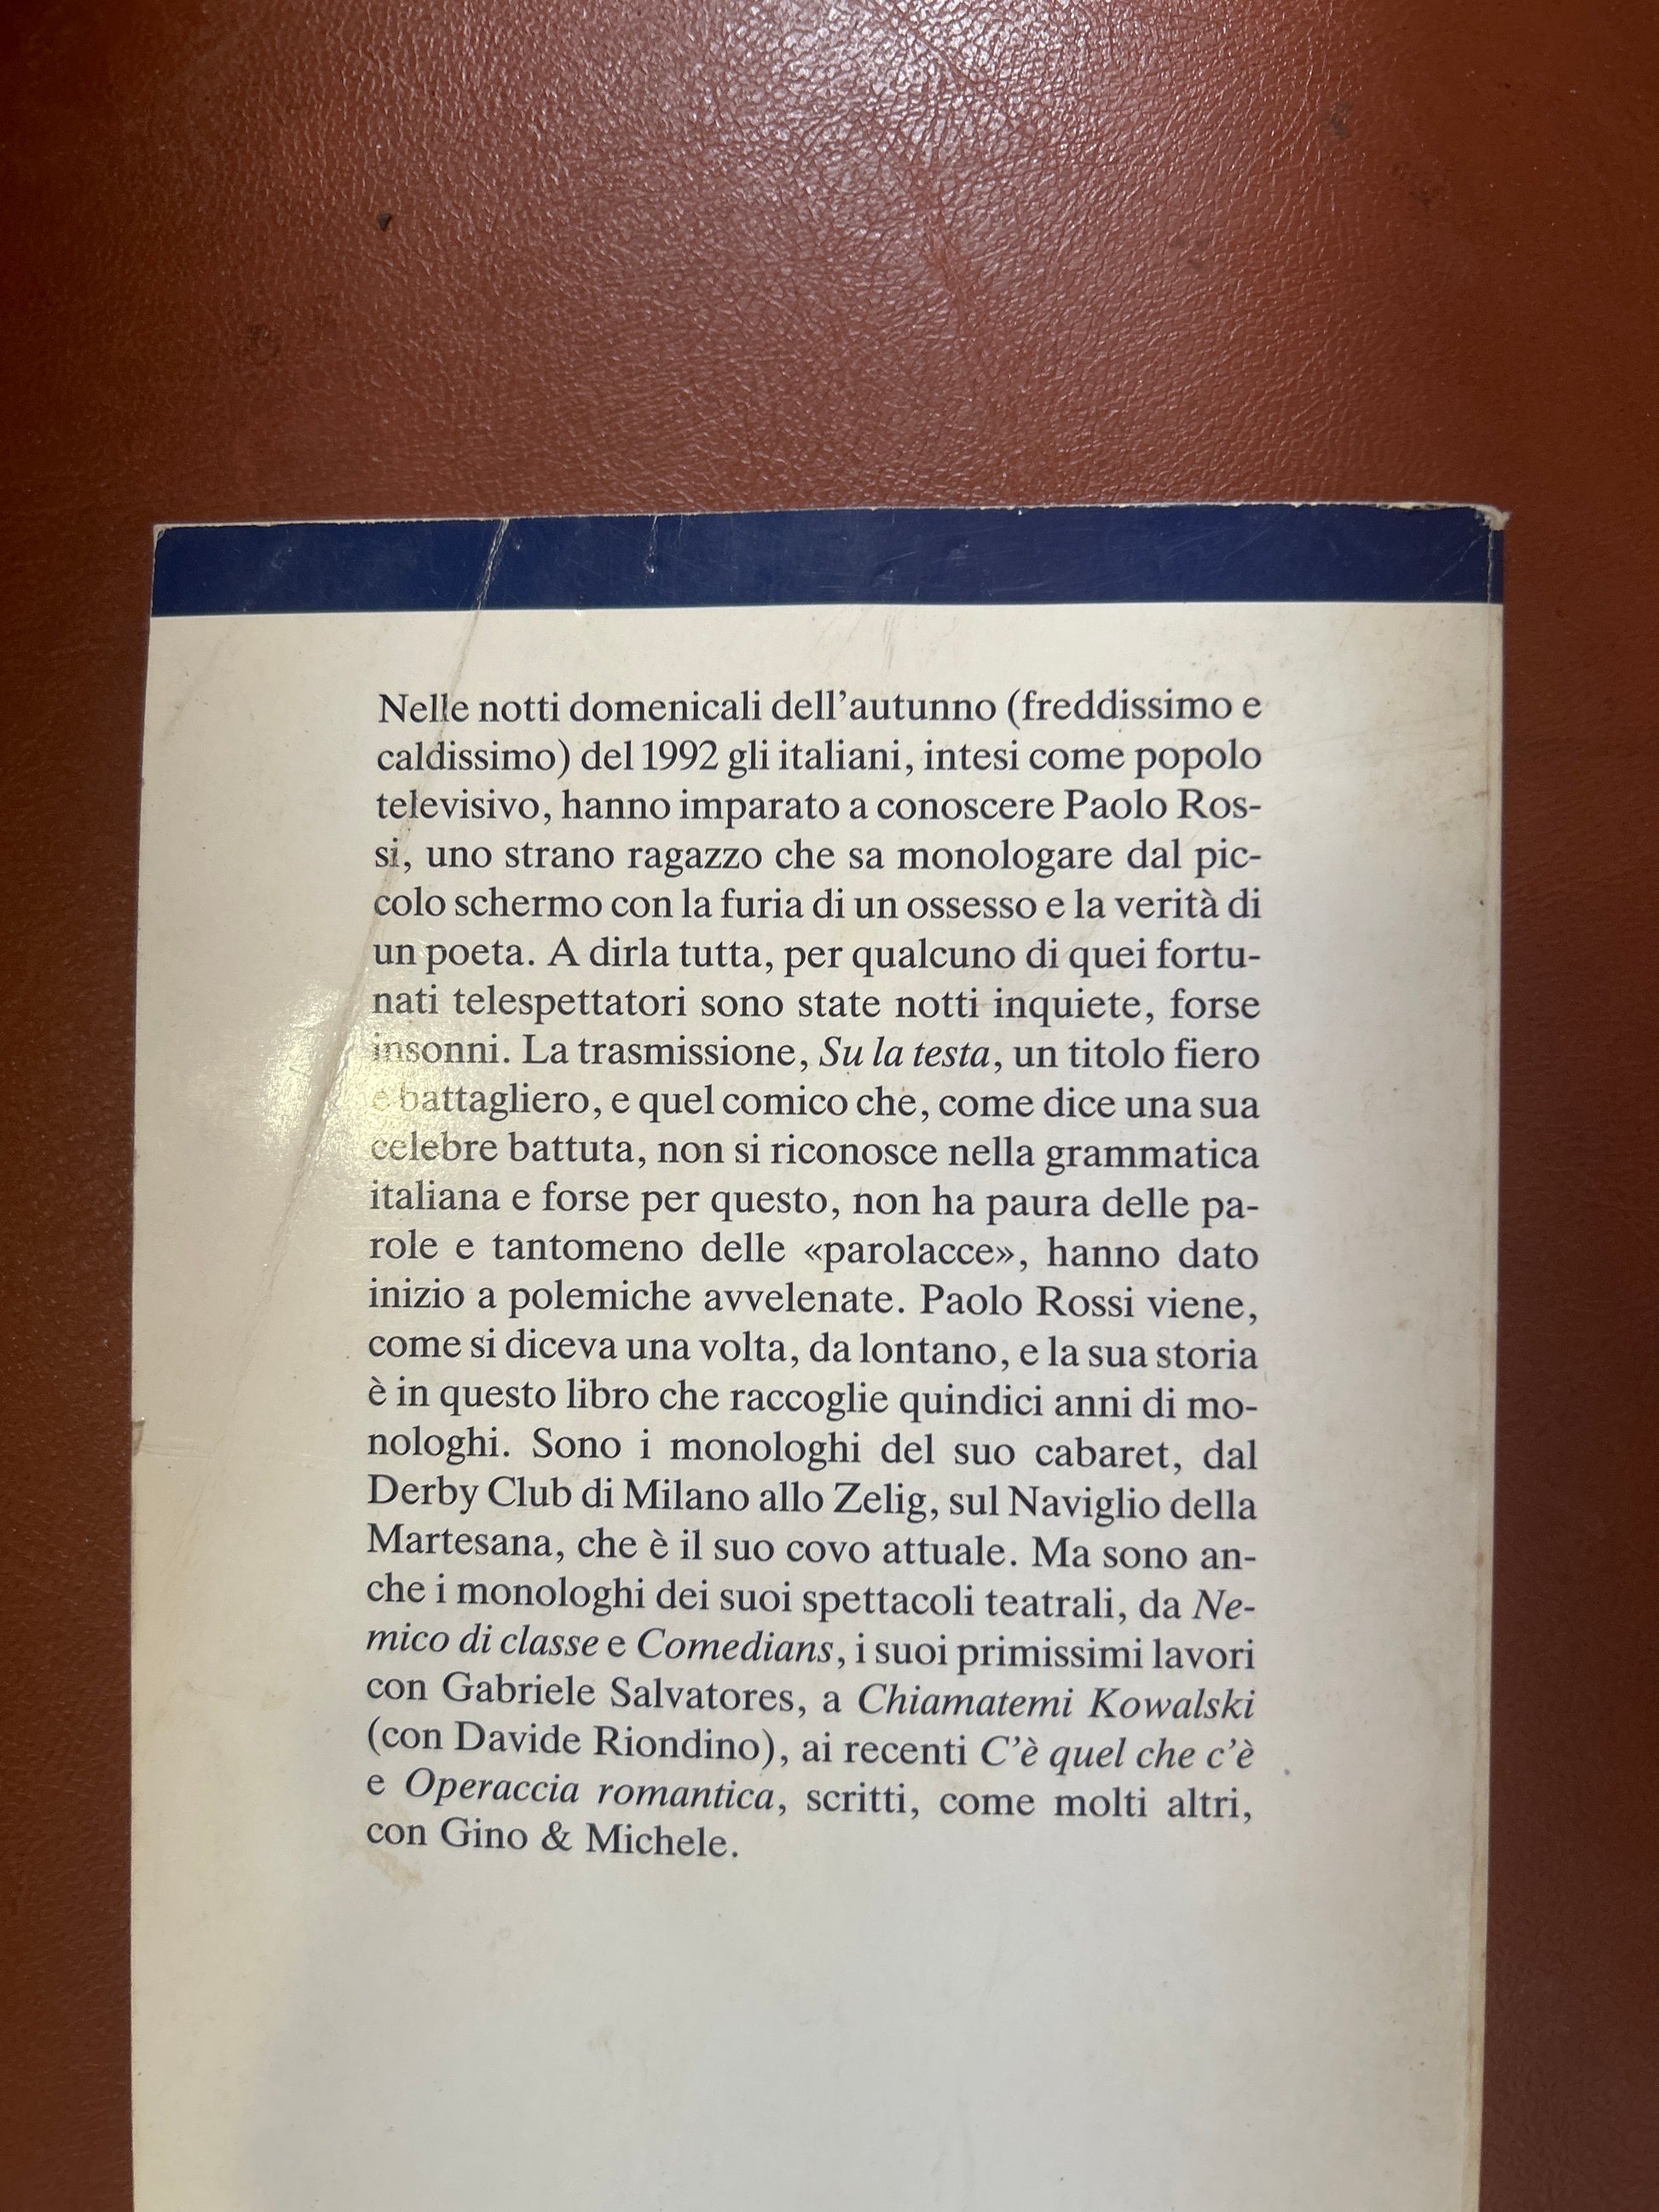 Nelle notti domenicali dell'autunno (freddissimo e
caldissimo) del 1992 gli italiani, intesi come popolo
televisivo, hanno imparato a conoscere Paolo Ros-
si, uno strano ragazzo che sa monologare dal pic-
colo schermo con la furia di un ossesso e la verità di
un poeta. A dirla tutta, per qualcuno di quei fortu-
nati telespettatori sono state notti inquiete, forse
insonni. La trasmissione, Su la testa, un titolo fiero
e battagliero, e quel comico che, come dice una sua
celebre battuta, non si riconosce nella grammatica
italiana e forse per questo, non ha paura delle pa-
role e tantomeno delle «parolacce», hanno dato
inizio a polemiche avvelenate. Paolo Rossi viene,
come si diceva una volta, da lontano, e la sua storia
è in questo libro che raccoglie quindici anni di mo-
nologhi. Sono i monologhi del suo cabaret, dal
Derby Club di Milano allo Zelig, sul Naviglio della
Martesana, che è il suo covo attuale. Ma sono an-
che i monologhi dei suoi spettacoli teatrali, da Ne-
mico di classe e Comedians, i suoi primissimi lavori
con Gabriele Salvatores, a Chiamatemi Kowalski
(con Davide Riondino), ai recenti C'è quel che c'è
e Operaccia romantica, scritti, come molti altri,
con Gino & Michele.